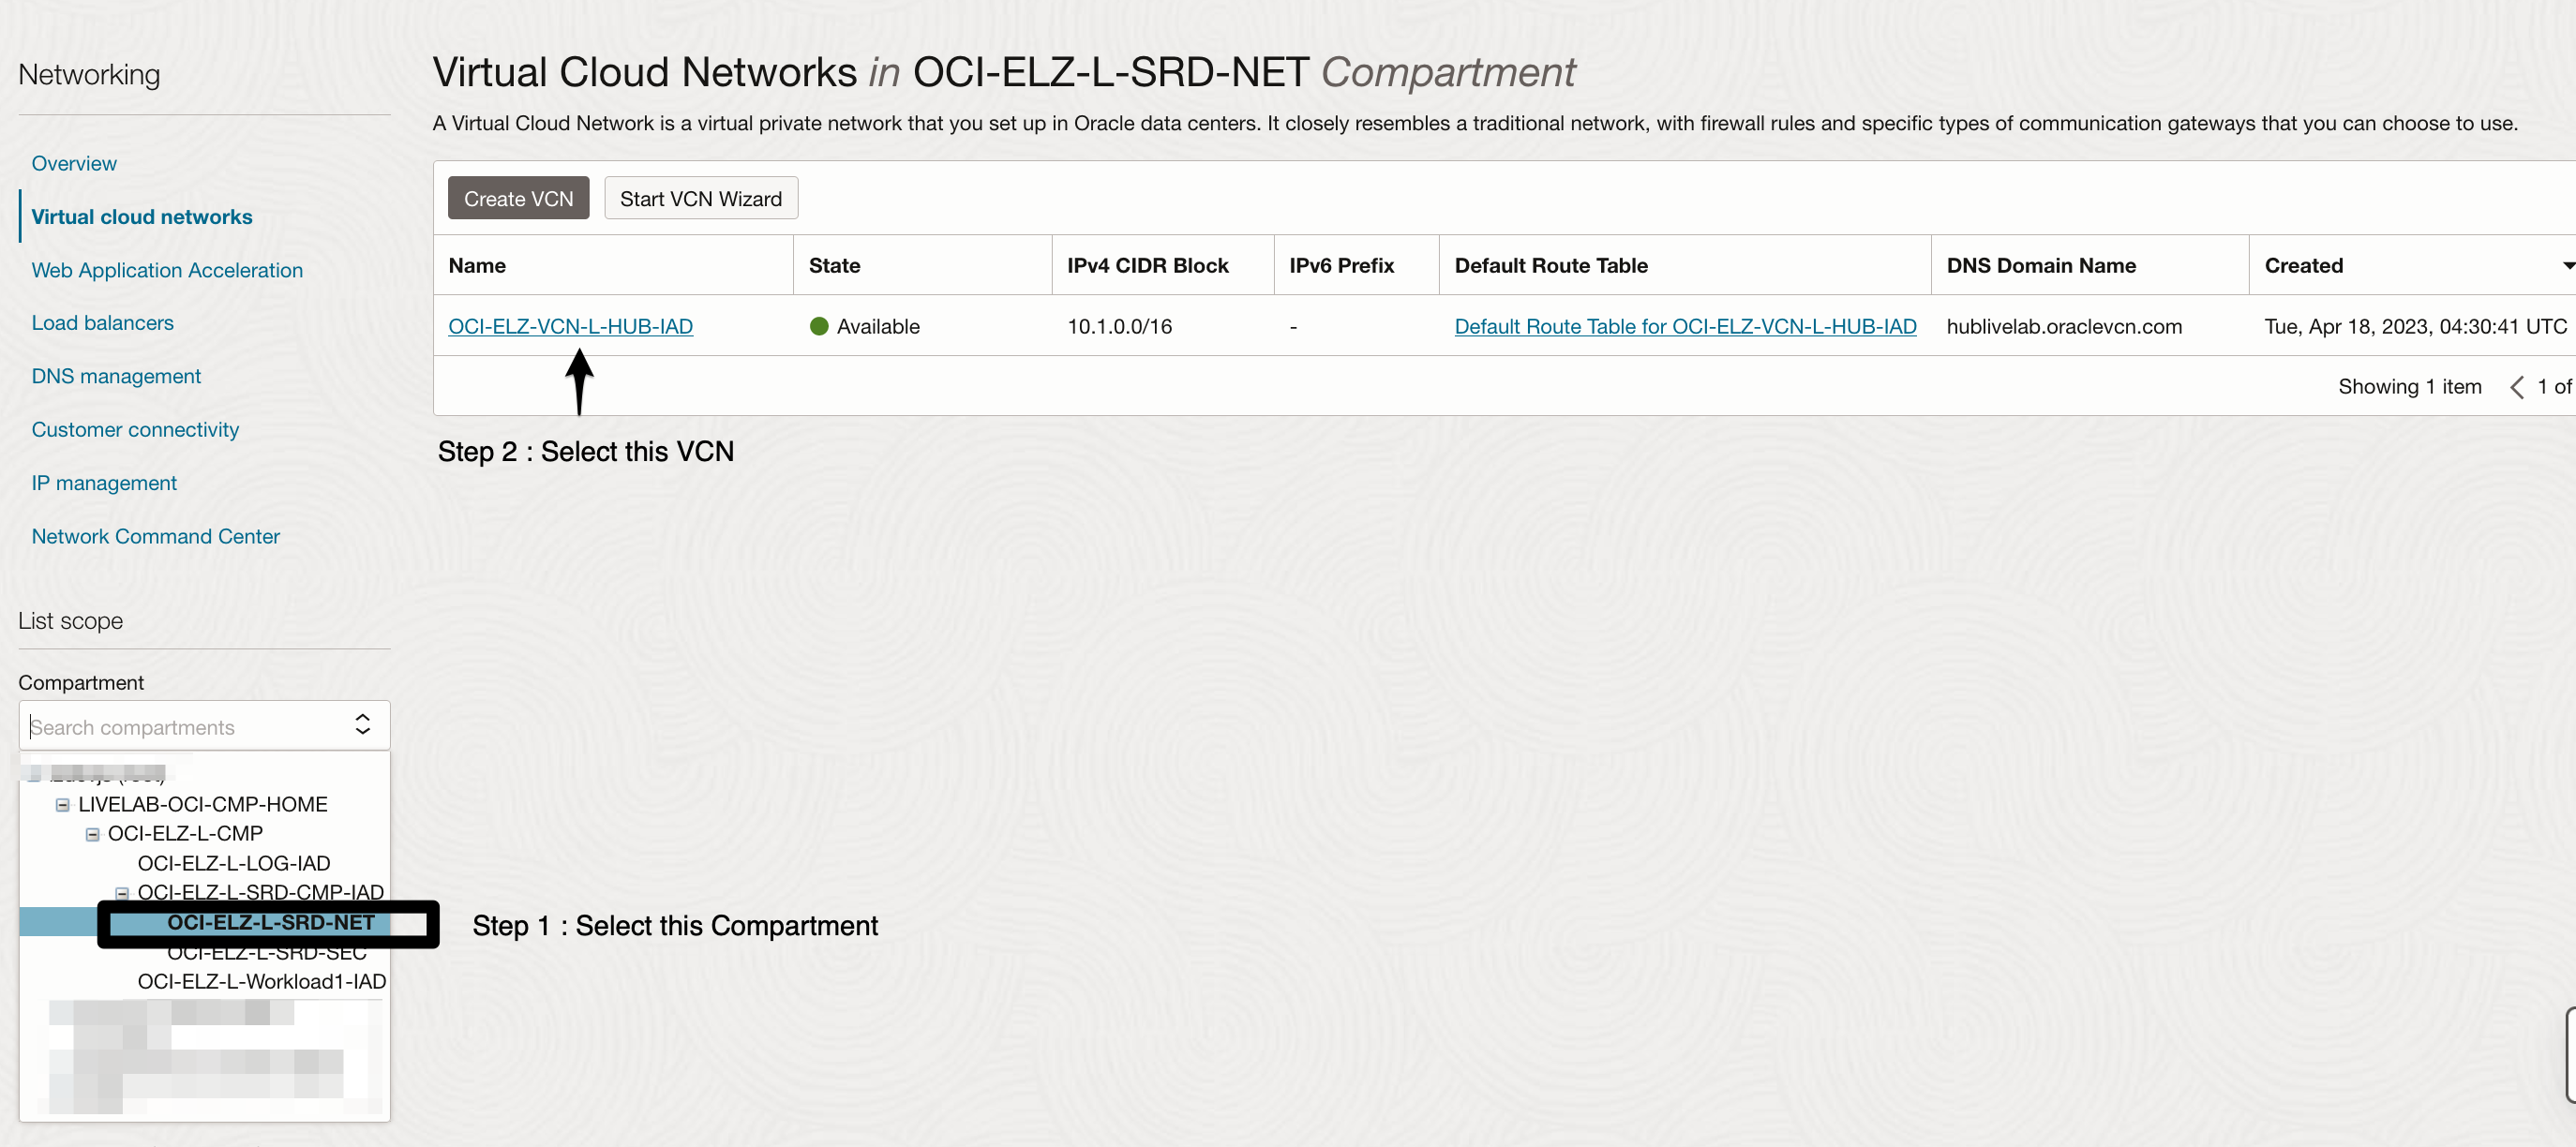 Networking
Overview
Virtual cloud networks
Web Application Acceleration
Load balancers
DNS management
Customer connectivity
IP management
Network Command Center
List scope
Compartment
Search compartments
(root)
LIVELAB-OCI-CMP-HOME
OCI-ELZ-L-CMP
OCI-ELZ-L-LOG-IAD
OCI-ELZ-L-SRD-CMP-IAD
OCI-ELZ-L-SRD-NET
OCI-ELZ-L-SRD-SEC
OCI-ELZ-L-Workload1-IAD
Step 1 : Select this Compartment
Virtual Cloud Networks in OCI-ELZ-L-SRD-NET Compartment
A Virtual Cloud Network is a virtual private network that you set up in Oracle data centers. It closely resembles a traditional network, with firewall rules and specific types of communication gateways that you can choose to use.
Create VCN Start VCN Wizard
Name State IPv4 CIDR Block IPv6 Prefix Default Route Table DNS Domain Name Created
OCI-ELZ-VCN-L-HUB-IAD Available 10.1.0.0/16 - Default Route Table for OCI-ELZ-VCN-L-HUB-IAD hublivelab.oraclevcn.com Tue, Apr 18, 2023, 04:30:41 UTC
Showing 1 item 1 of
Step 2 : Select this VCN